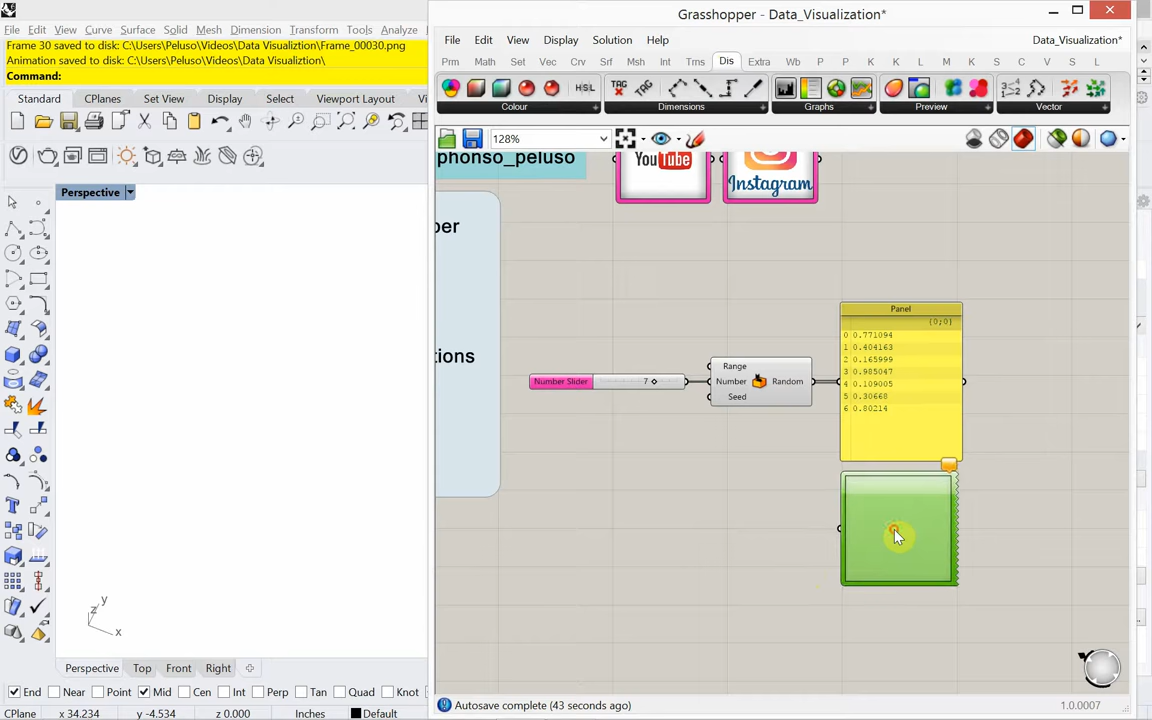 File Edit View Curve Surface Solid Mesh Dimension Transform Tools Analyze
Frame 30 saved to disk: C:\Users\Peluso\Videos\Data Visualiztion\Frame_00030.png
Animation saved to disk: C:\Users\Peluso\Videos\Data Visualiztion\
Command:
Standard CPlanes Set View Display Select Viewport Layout Vi
Perspective
z y x
Perspective Top Front Right
End Near Point Mid Cen Int Perp Tan Quad Knot
CPlane x 34.234 y -4.534 z 0.000 Inches Default
Grasshopper - Data_Visualization*
File Edit View Display Solution Help Data_Visualization*
Prm Math Set Vec Crv Srf Msh Int Trns Dis Extra Wb P K K K L M K
HSL TAG TAG
Colour Dimensions Graphs Preview Vector
128%
phonso_peluso
YouTube
Instagram
ber
tions
Number Slider 7
Range
Number
Seed
Random
Panel
{0;0}
0 0.771094
1 0.404163
2 0.165999
3 0.985047
4 0.109005
5 0.30668
6 0.80214
Autosave complete (43 seconds ago) 1.0.0007